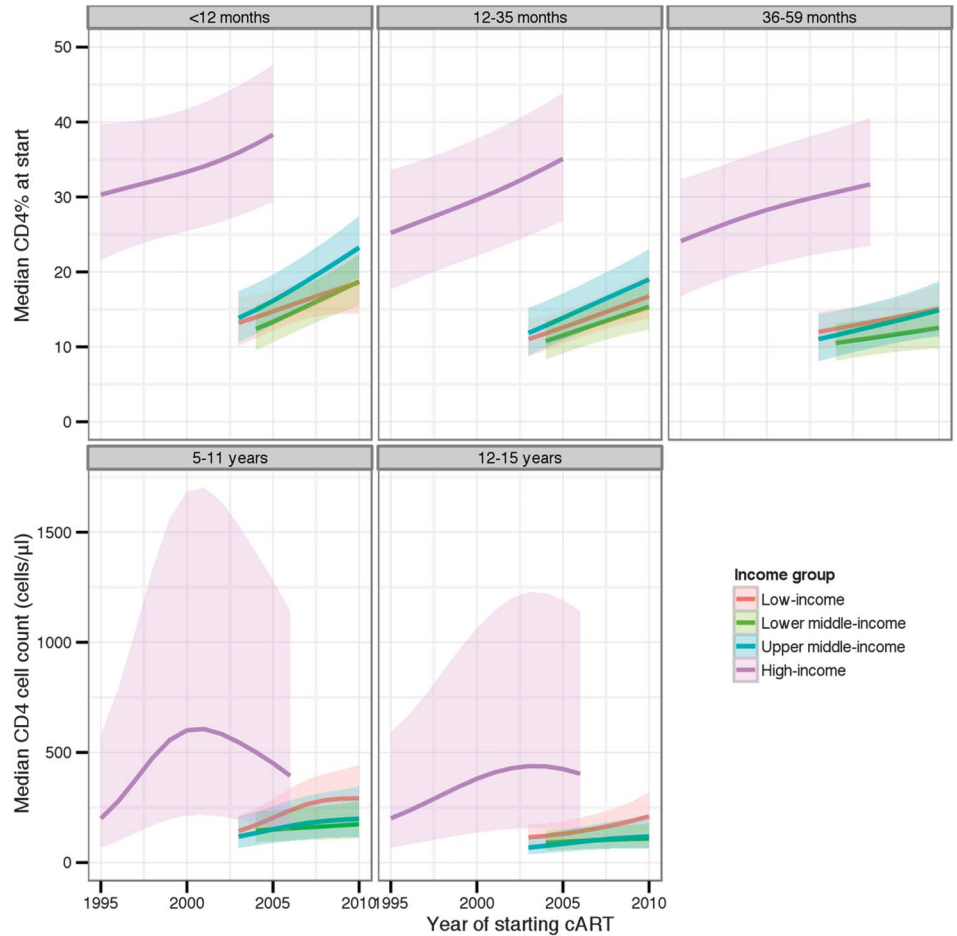 <12 months
12-35 months
36-59 months
Median CD4% at start
50
40
30
20
10
0
5-11 years
12-15 years
Median CD4 cell count (cells/µl)
1500
1000
500
0
Income group
Low-income
Lower middle-income
Upper middle-income
High-income
1995 2000 2005 2010 1995 2000 2005 2010
Year of starting cART